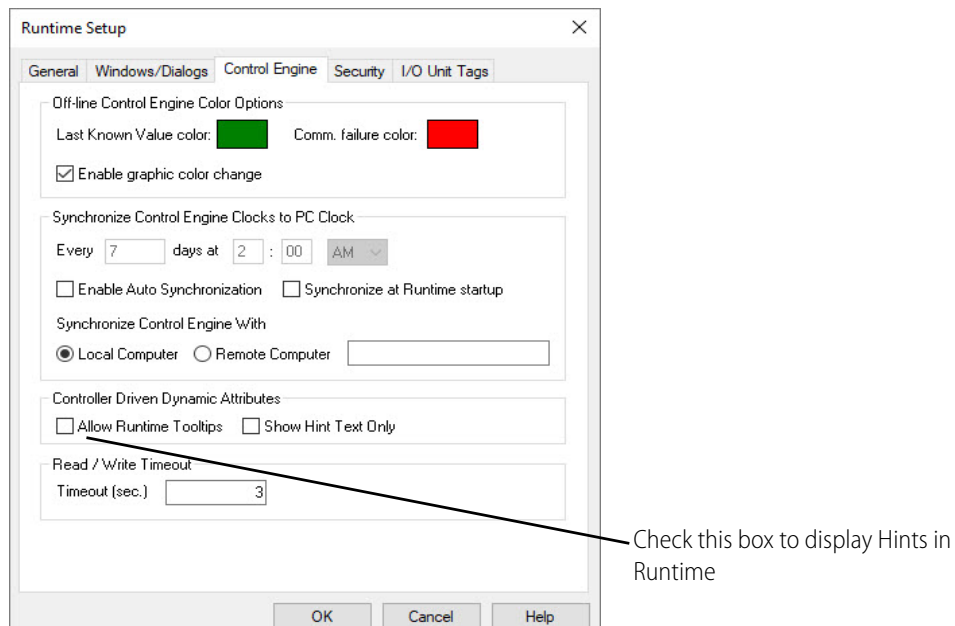 Runtime Setup
General Windows/Dialogs Control Engine Security I/O Unit Tags
Off-line Control Engine Color Options
Last Known Value color: Comm. failure color:
Enable graphic color change
Synchronize Control Engine Clocks to PC Clock
Every 7 days at 2 : 00 AM
Enable Auto Synchronization Synchronize at Runtime startup
Synchronize Control Engine With
Local Computer Remote Computer
Controller Driven Dynamic Attributes
Allow Runtime Tooltips Show Hint Text Only
Read / Write Timeout
Timeout (sec.) 3
Check this box to display Hints in
Runtime
OK Cancel Help